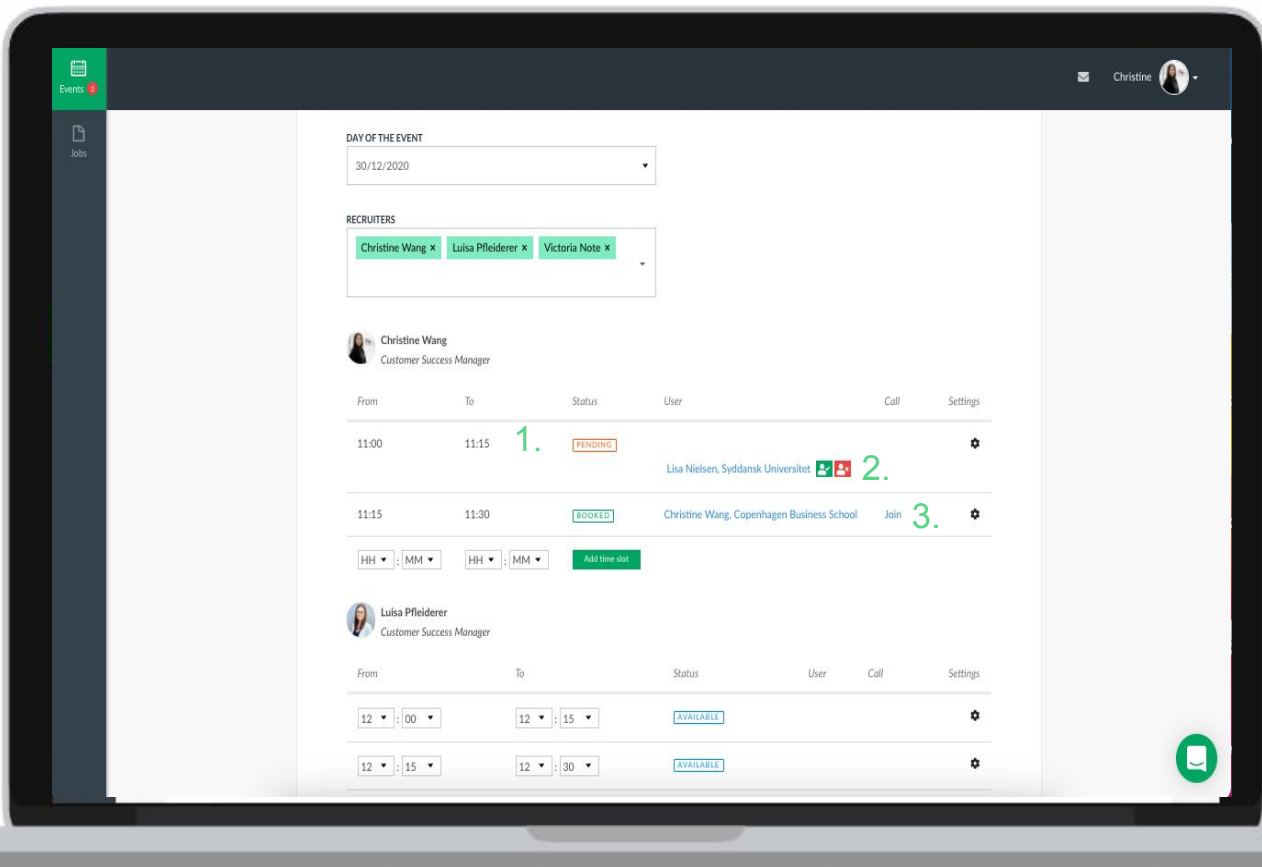 Events 3
Christine
Jobs
DAY OF THE EVENT
30/12/2020
RECRUITERS
Christine Wang x Luisa Pfleiderer x Victoria Note x
Christine Wang
Customer Success Manager
From To Status User Call Settings
11:00 11:15 1. PENDING
Lisa Nielsen, Syddansk Universitet 2.
11:15 11:30 BOOKED Christine Wang, Copenhagen Business School Join 3.
HH : MM HH : MM Add time slot
Luisa Pfleiderer
Customer Success Manager
From To Status User Call Settings
12 : 00 12 : 15 AVAILABLE
12 : 15 12 : 30 AVAILABLE